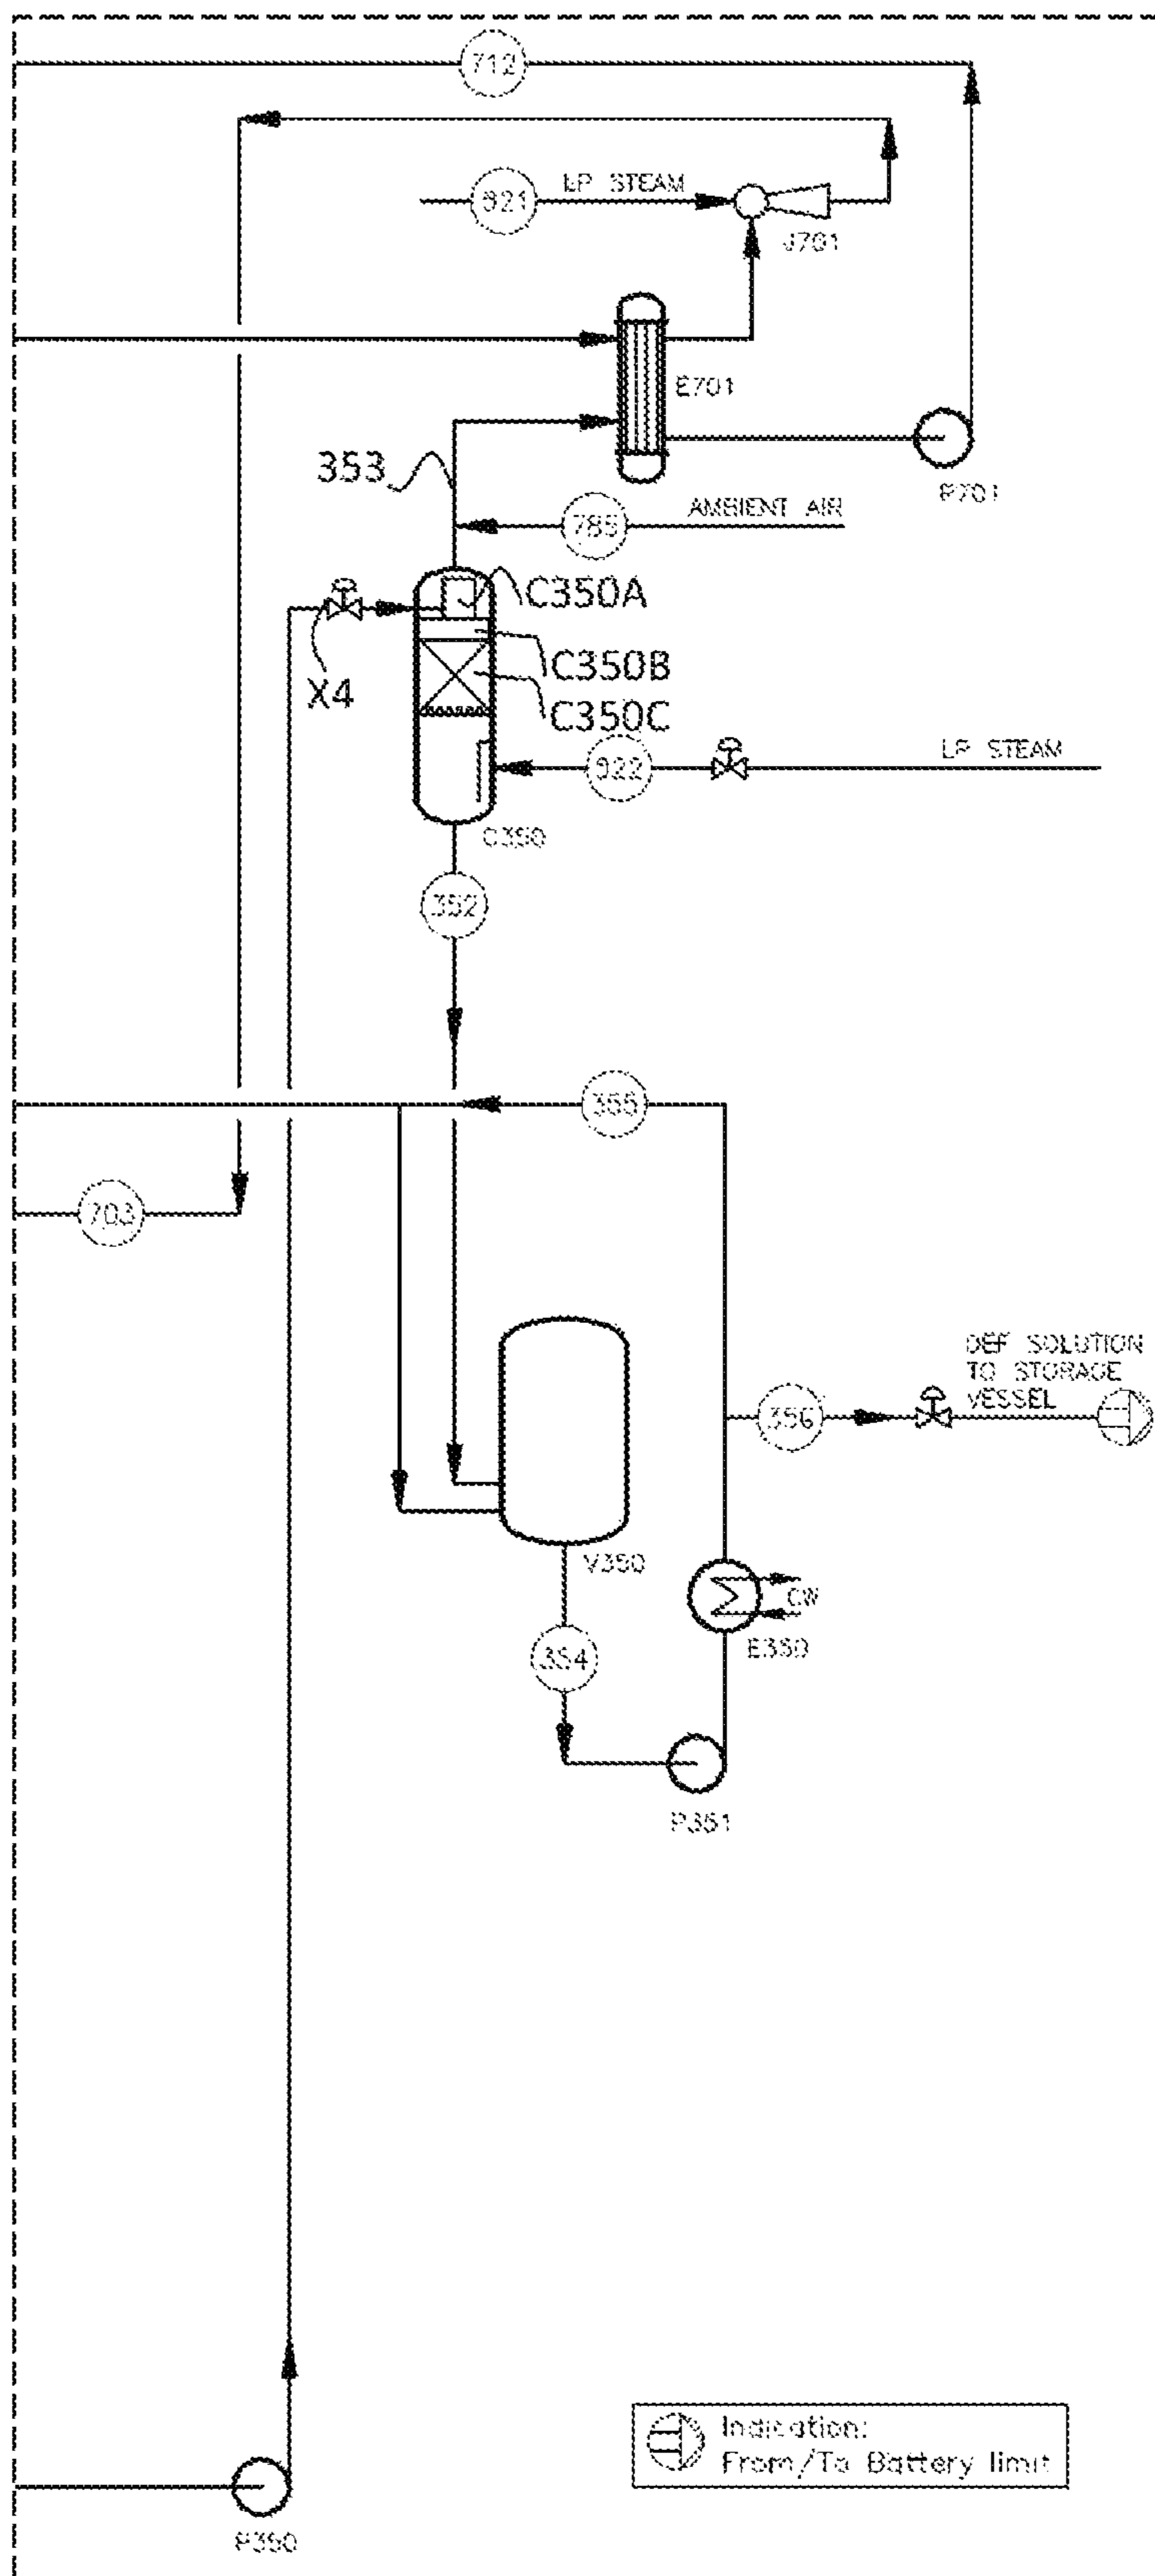 712
921
LP STEAM
J701
E701
353
P701
AMBIENT AIR
785
C350A
C350B
X4
C350C
922
LP STEAM
C350
352
355
703
DEF SOLUTION
TO STORAGE
VESSEL
356
V350
CW
E350
354
P351
Indication:
From/To Battery limit
P350